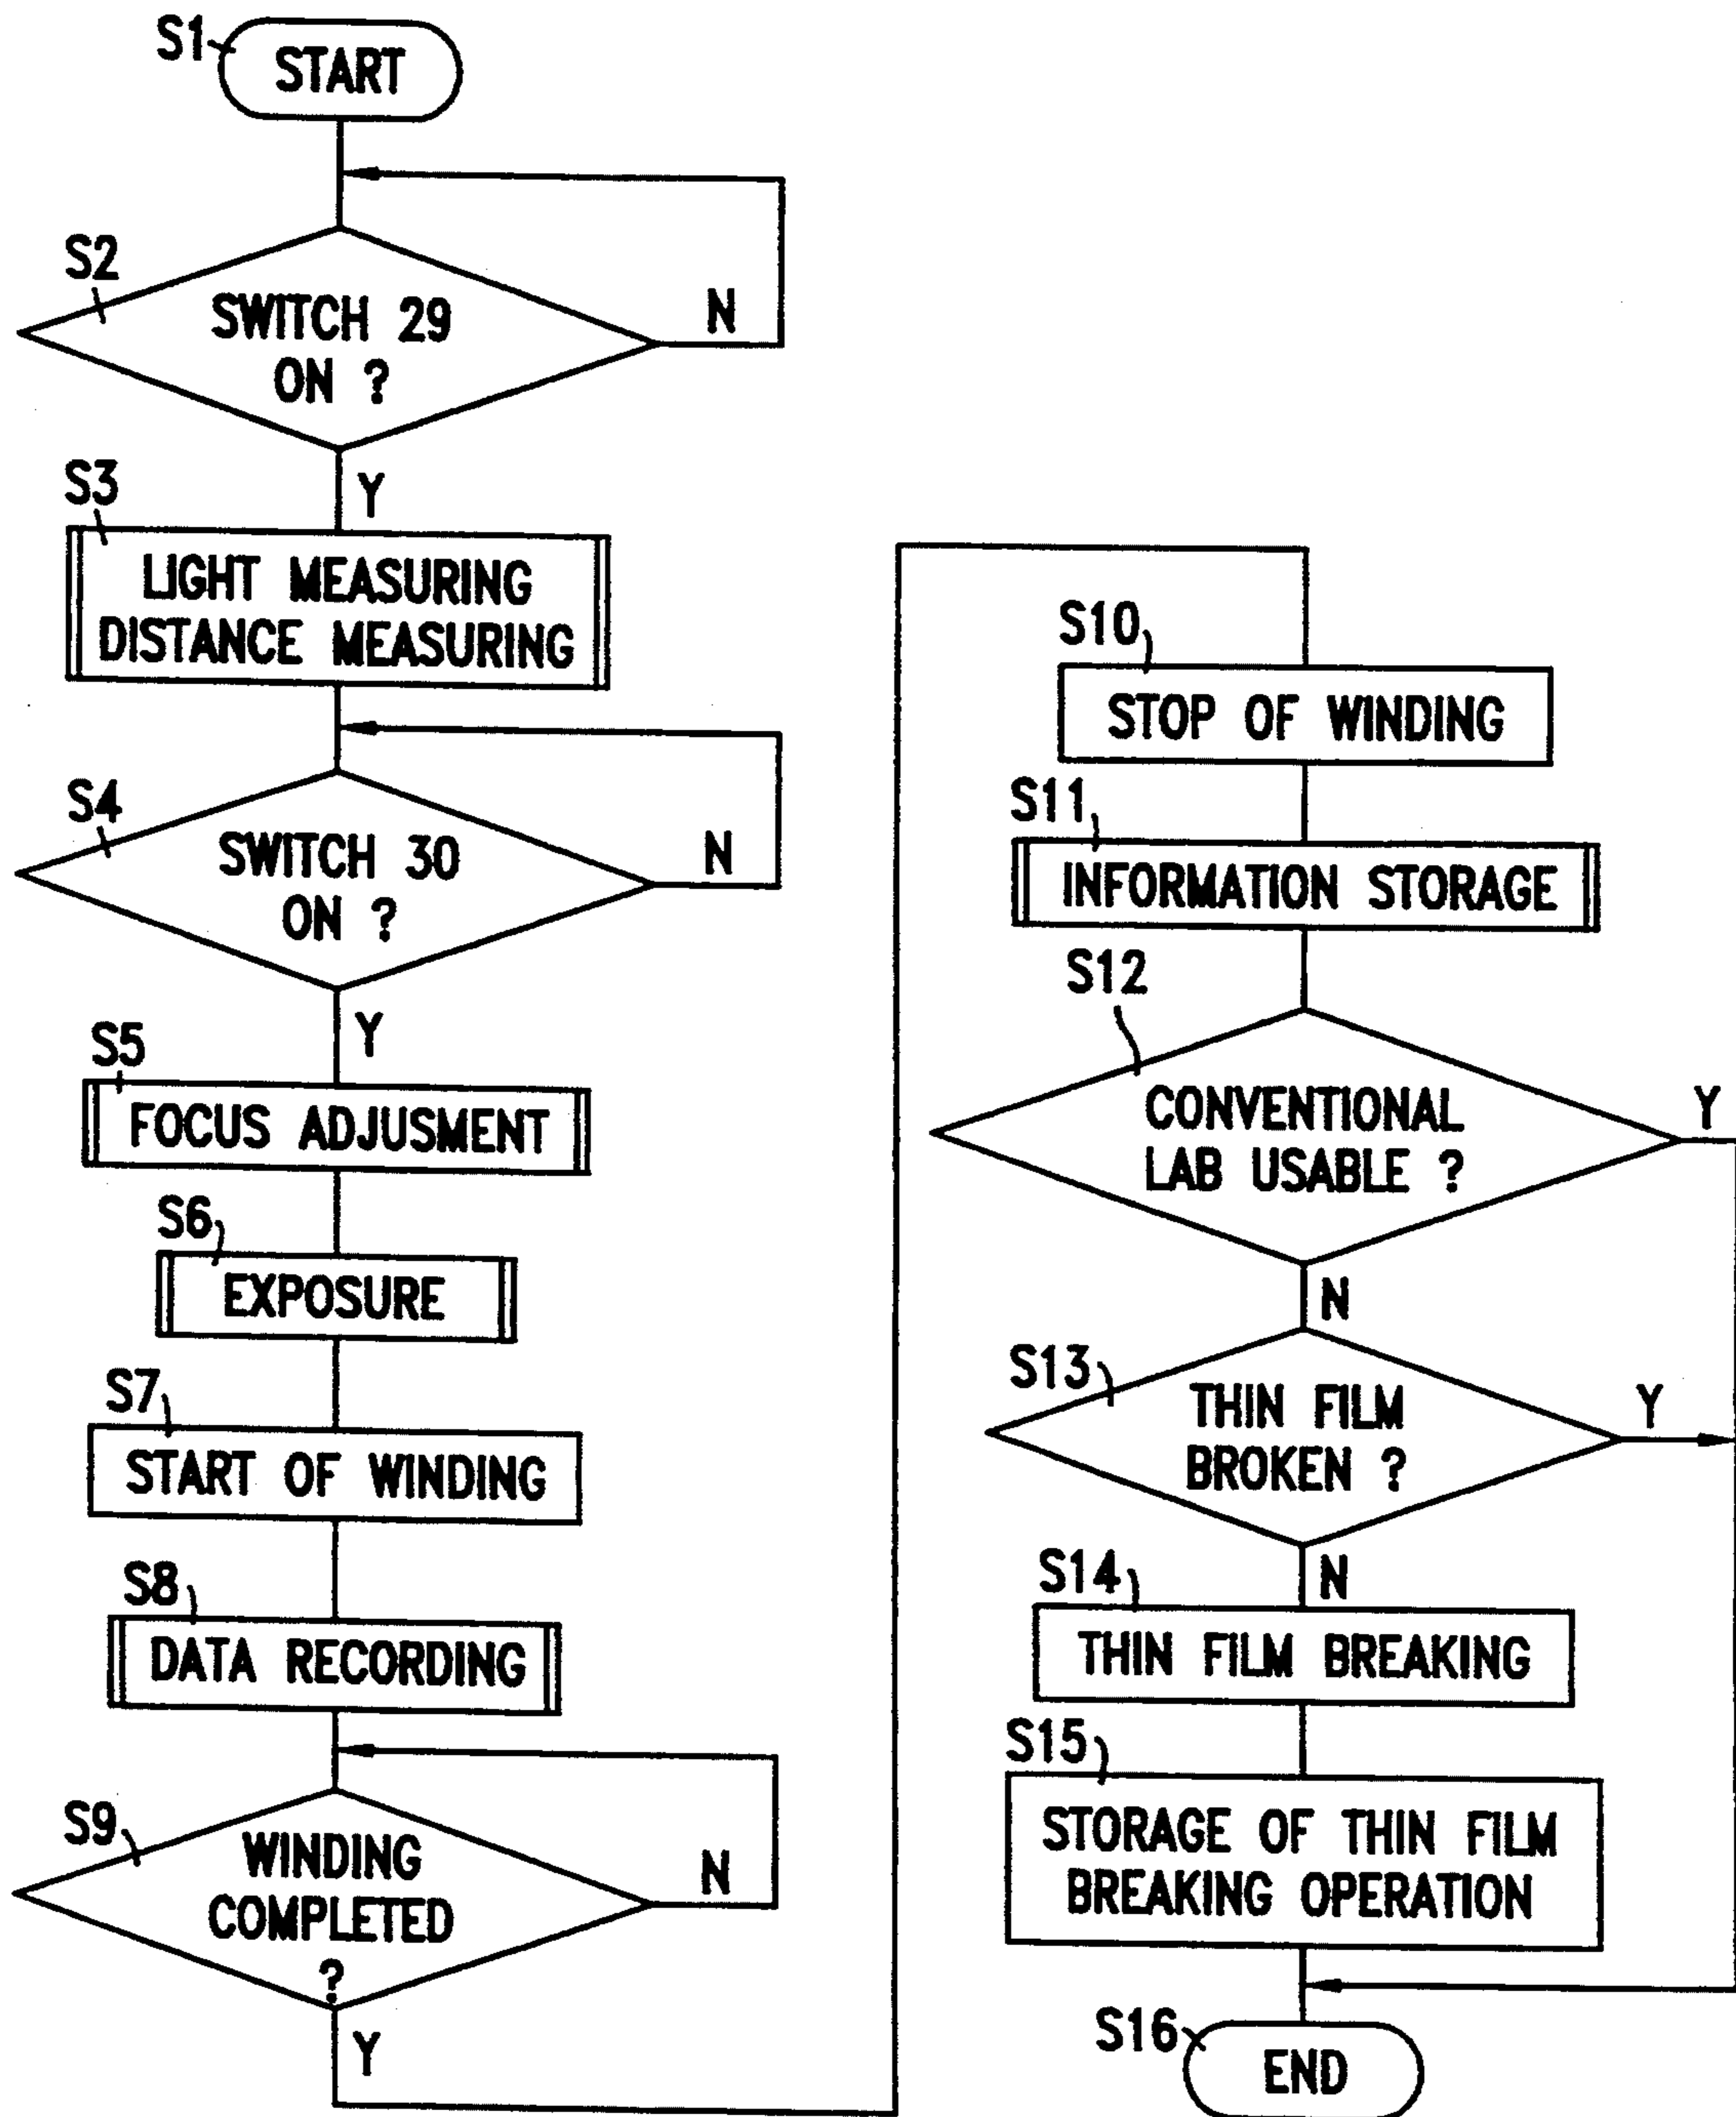 S1
START
S2
SWITCH 29
ON ?
N
Y
S3
LIGHT MEASURING
DISTANCE MEASURING
S4
SWITCH 30
ON ?
N
Y
S5
FOCUS ADJUSMENT
S6
EXPOSURE
S7
START OF WINDING
S8
DATA RECORDING
S9
WINDING
COMPLETED
?
N
Y
S10
STOP OF WINDING
S11
INFORMATION STORAGE
S12
CONVENTIONAL
LAB USABLE ?
Y
N
S13
THIN FILM
BROKEN ?
Y
N
S14
THIN FILM BREAKING
S15
STORAGE OF THIN FILM
BREAKING OPERATION
S16
END